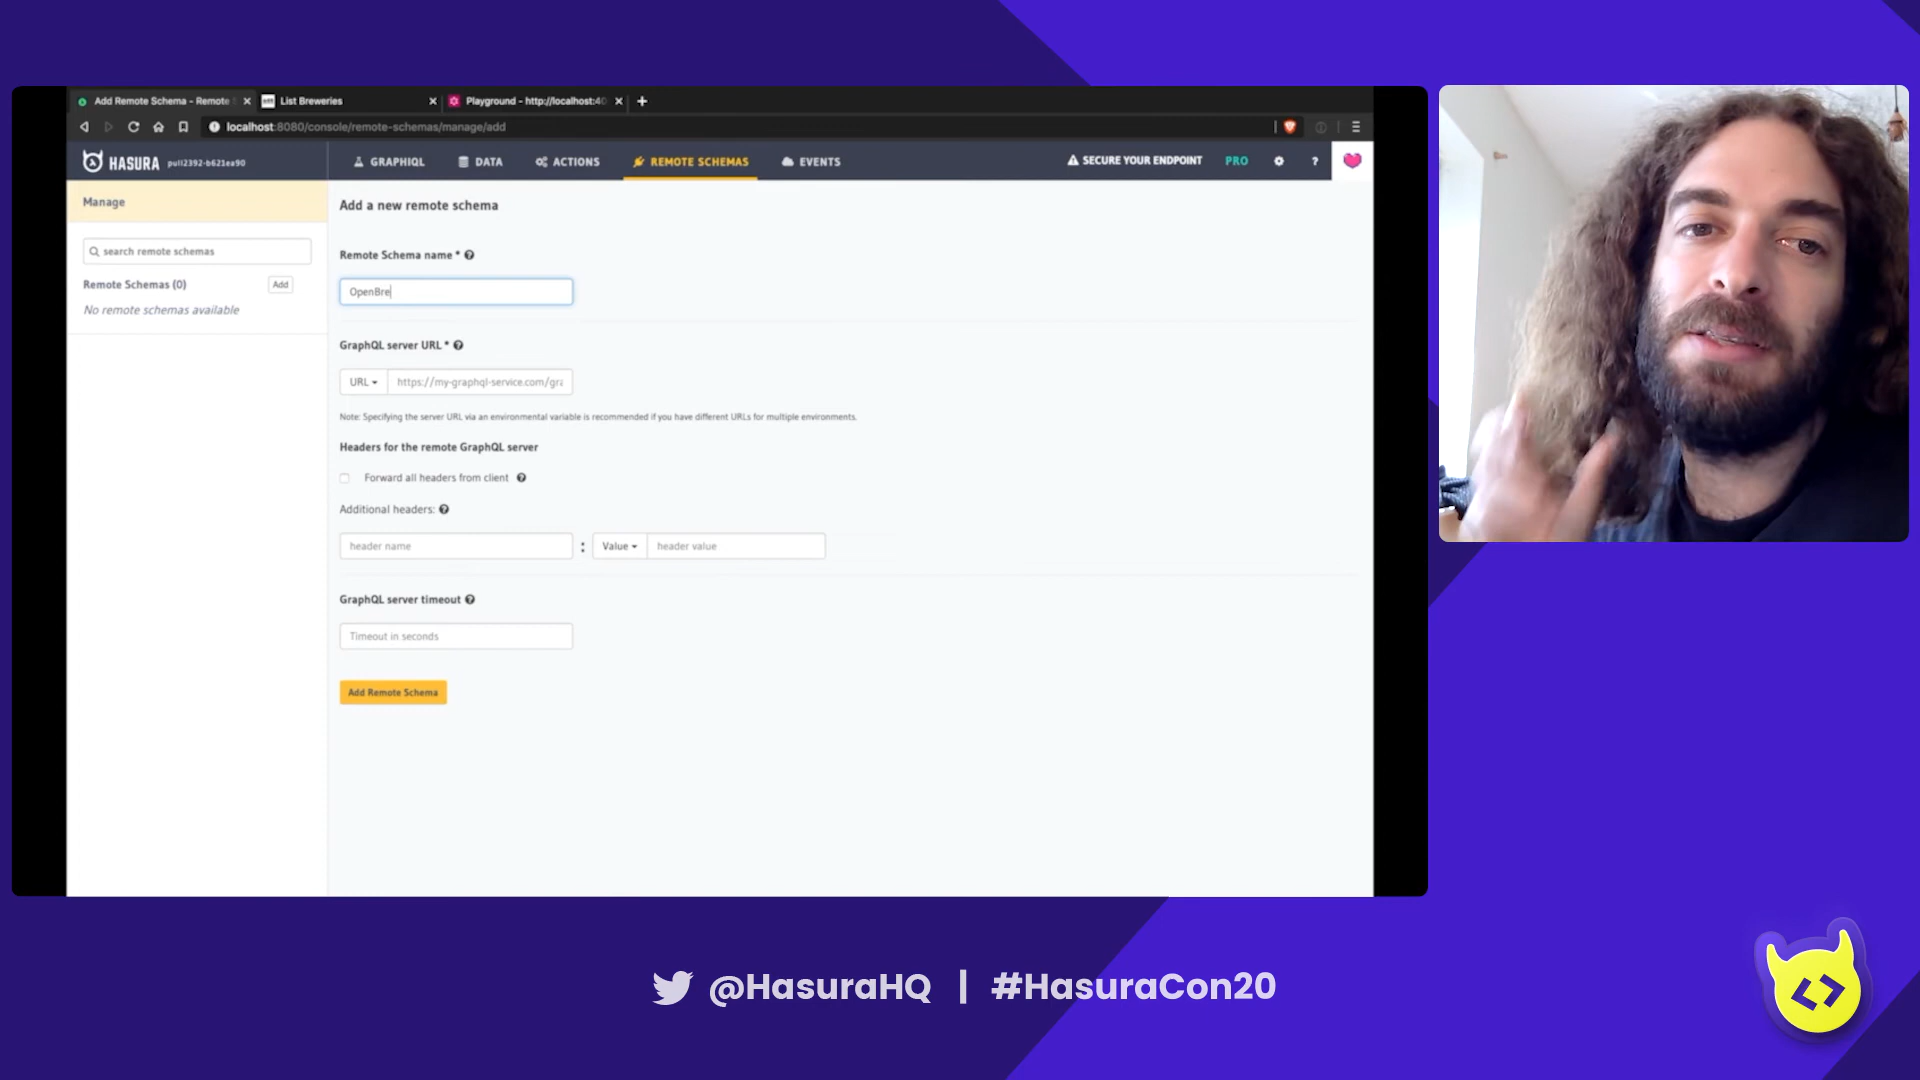 Add Remote Schema - Remote
List Breweries
Playground - http://localhost:40
localhost:8080/console/remote-schemas/manage/add
HASURA pull2392-b621ea90
GRAPHIQL
DATA
ACTIONS
REMOTE SCHEMAS
EVENTS
SECURE YOUR ENDPOINT
PRO
?
Manage
search remote schemas
Remote Schemas (0)
Add
No remote schemas available
Add a new remote schema
Remote Schema name *
OpenBre
GraphQL server URL *
URL
https://my-graphql-service.com/gra
Note: Specifying the server URL via an environmental variable is recommended if you have different URLs for multiple environments.
Headers for the remote GraphQL server
Forward all headers from client
Additional headers:
header name
:
Value
header value
GraphQL server timeout
Timeout in seconds
Add Remote Schema
@HasuraHQ | #HasuraCon20